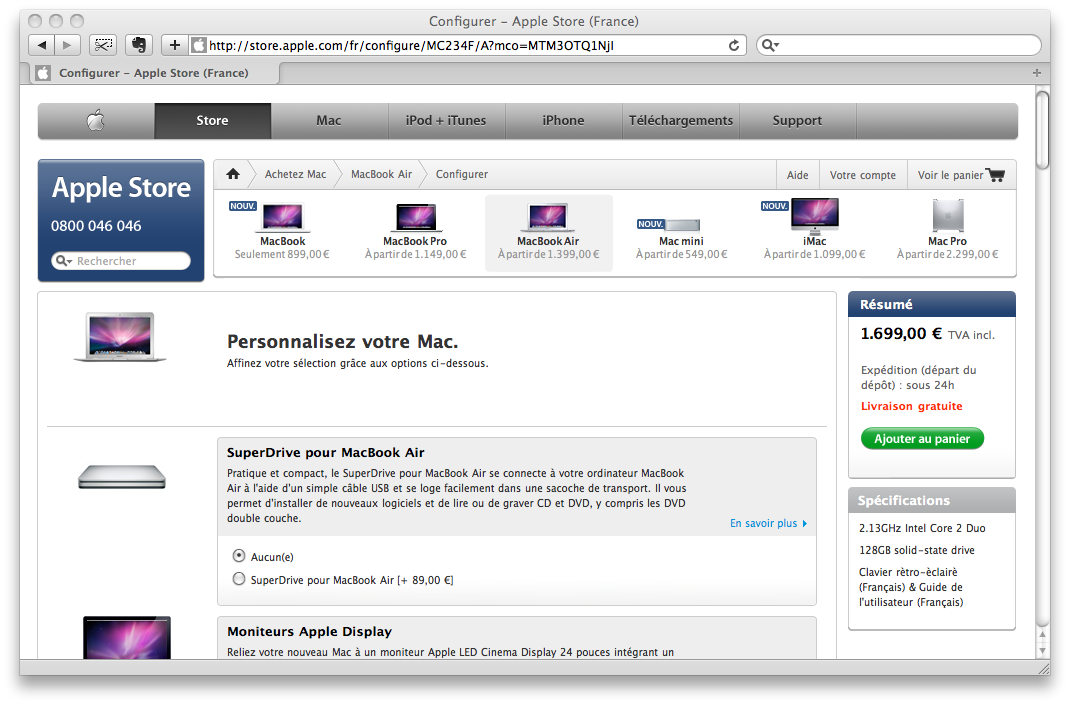 Configurer – Apple Store (France)
http://store.apple.com/fr/configure/MC234F/A?mco=MTM3OTQ1NjI
Configurer – Apple Store (France)
Store
Mac
iPod + iTunes
iPhone
Téléchargements
Support
Apple Store
0800 046 046
Rechercher
Achetez Mac
MacBook Air
Configurer
Aide
Votre compte
Voir le panier
NOUV.
MacBook
Seulement 899,00 €
MacBook Pro
À partir de 1.149,00 €
MacBook Air
À partir de 1.399,00 €
NOUV.
Mac mini
À partir de 549,00 €
NOUV.
iMac
À partir de 1.099,00 €
Mac Pro
À partir de 2.299,00 €
Personnalisez votre Mac.
Affinez votre sélection grâce aux options ci-dessous.
SuperDrive pour MacBook Air
Pratique et compact, le SuperDrive pour MacBook Air se connecte à votre ordinateur MacBook
Air à l'aide d'un simple câble USB et se loge facilement dans une sacoche de transport. Il vous
permet d'installer de nouveaux logiciels et de lire ou de graver CD et DVD, y compris les DVD
double couche.
En savoir plus
Aucun(e)
SuperDrive pour MacBook Air [+ 89,00 €]
Moniteurs Apple Display
Reliez votre nouveau Mac à un moniteur Apple LED Cinema Display 24 pouces intégrant un
Résumé
1.699,00 € TVA incl.
Expédition (départ du
dépôt) : sous 24h
Livraison gratuite
Ajouter au panier
Spécifications
2.13GHz Intel Core 2 Duo
128GB solid-state drive
Clavier rètro-èclairè
(Français) & Guide de
l'utilisateur (Français)